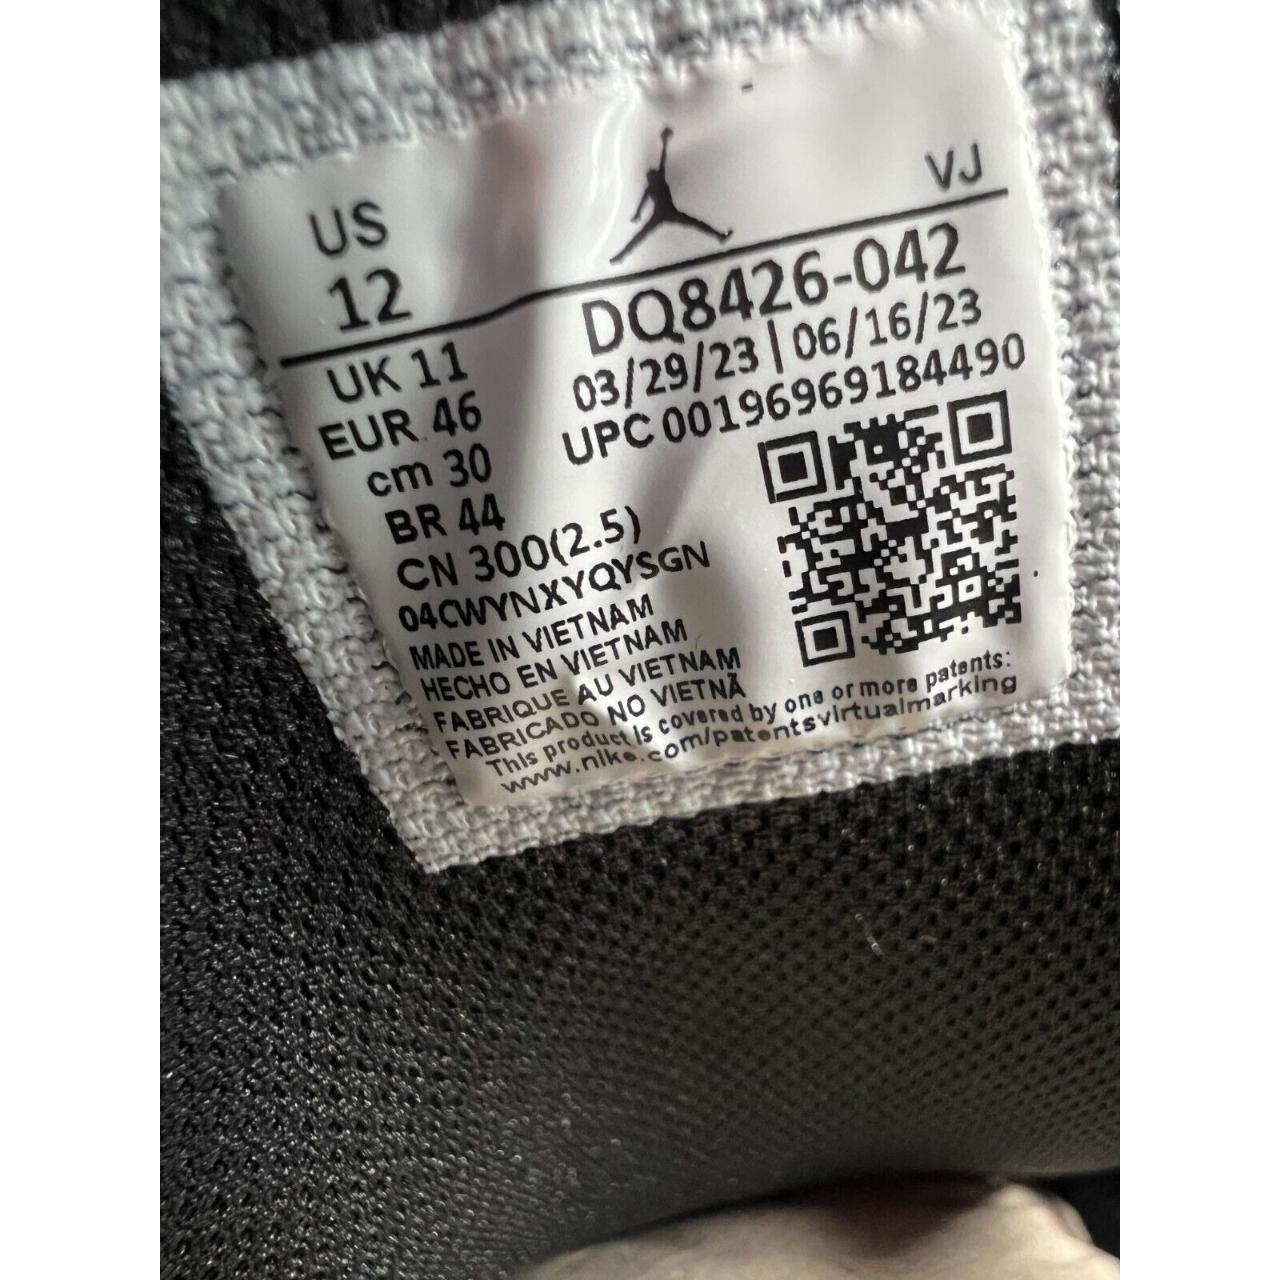 US
12
VJ
UK 11
EUR 46
cm 30
BR 44
CN 300(2.5)
DQ8426-042
03/29/23 | 06/16/23
UPC 00196969184490
04CWYNXYQYSGN
MADE IN VIETNAM
HECHO EN VIETNAM
FABRIQUE AU VIETNAM
FABRICADO NO VIETNÃ
This product is covered by one or more patents:
www.nike.com/patentsvirtualmarking